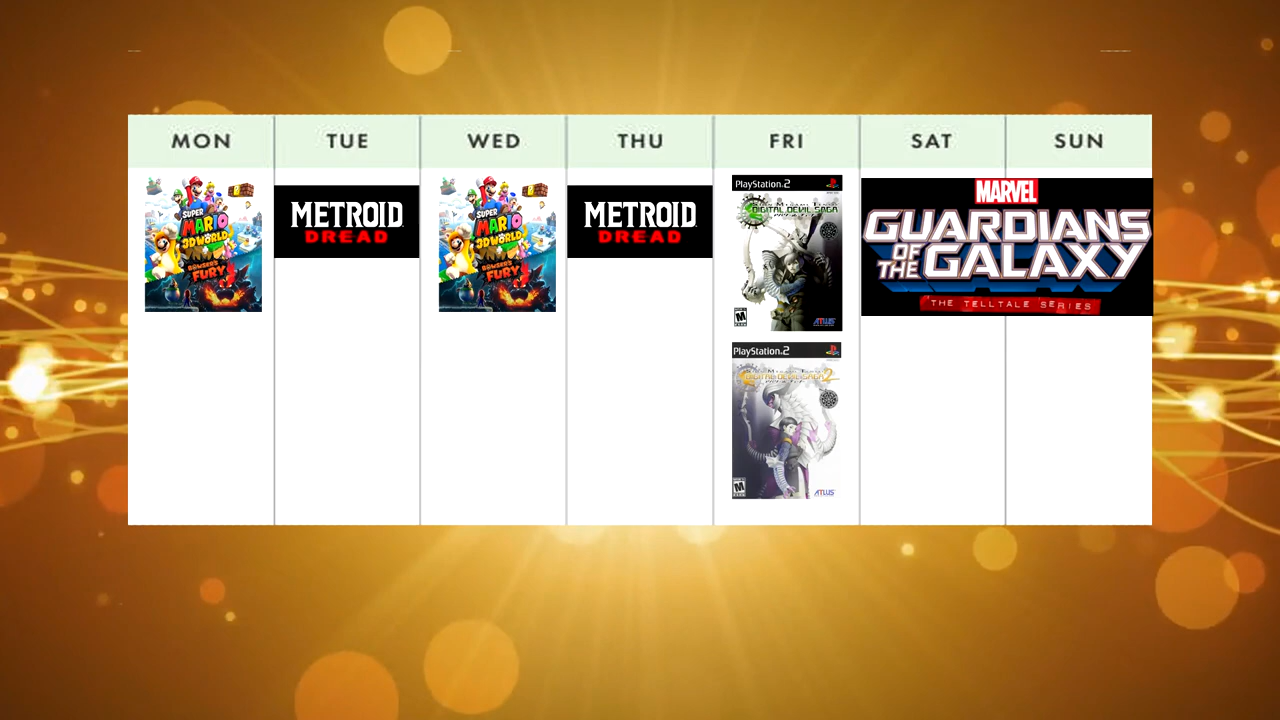 MON TUE WED THU FRI SAT SUN
SUPER
MARIO
3D WORLD
BOWSER'S
FURY
METROID
DREAD
SUPER
MARIO
3D WORLD
BOWSER'S
FURY
METROID
DREAD
PlayStation.2
DIGITAL DEVIL SAGA
M
ATLUS
PlayStation.2
DIGITAL DEVIL SAGA 2
M
ATLUS
MARVEL
GUARDIANS
OF THE GALAXY
THE TELLTALE SERIES